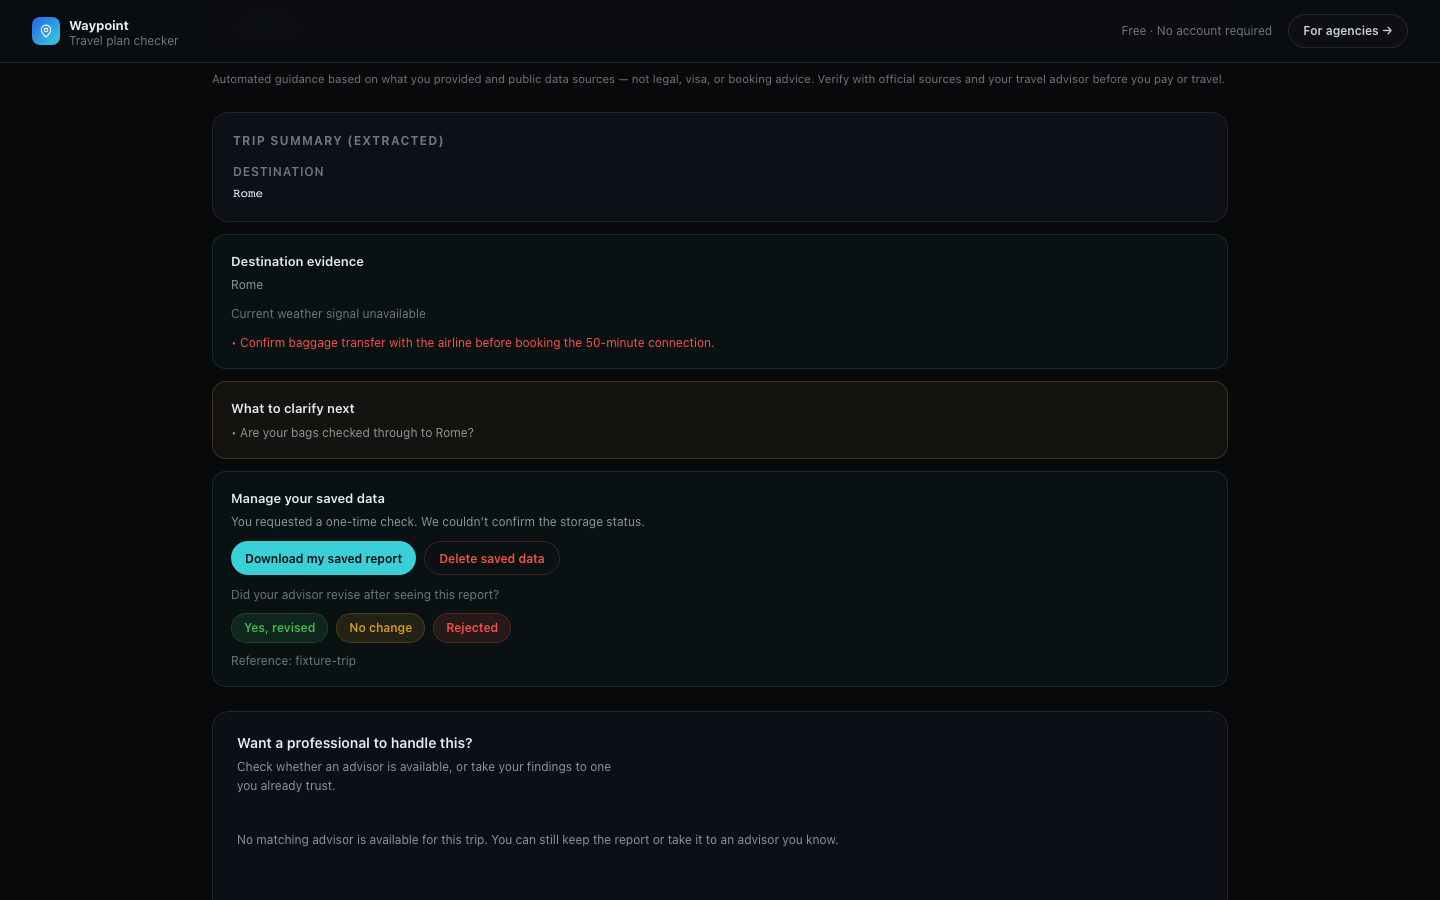 Waypoint
Travel plan checker
Free · No account required
For agencies →
Automated guidance based on what you provided and public data sources — not legal, visa, or booking advice. Verify with official sources and your travel advisor before you pay or travel.
TRIP SUMMARY (EXTRACTED)
DESTINATION
Rome
Destination evidence
Rome
Current weather signal unavailable
• Confirm baggage transfer with the airline before booking the 50-minute connection.
What to clarify next
• Are your bags checked through to Rome?
Manage your saved data
You requested a one-time check. We couldn’t confirm the storage status.
Download my saved report
Delete saved data
Did your advisor revise after seeing this report?
Yes, revised
No change
Rejected
Reference: fixture-trip
Want a professional to handle this?
Check whether an advisor is available, or take your findings to one
you already trust.
No matching advisor is available for this trip. You can still keep the report or take it to an advisor you know.